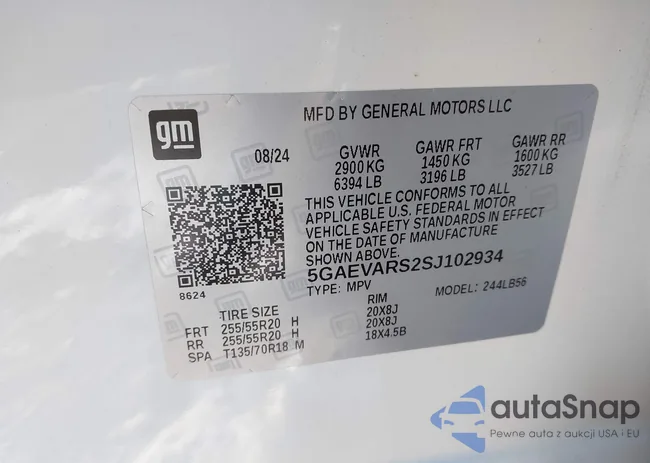 gm
MFD BY GENERAL MOTORS LLC
08/24
GVWR GAWR FRT GAWR RR
2900 KG 1450 KG 1600 KG
6394 LB 3196 LB 3527 LB
THIS VEHICLE CONFORMS TO ALL
APPLICABLE U.S. FEDERAL MOTOR
VEHICLE SAFETY STANDARDS IN EFFECT
ON THE DATE OF MANUFACTURE
SHOWN ABOVE.
5GAEVARS2SJ102934
8624
TYPE: MPV MODEL: 244LB56
TIRE SIZE RIM
FRT 255/55R20 H 20X8J
RR 255/55R20 H 20X8J
SPA T135/70R18 M 18X4.5B
autoSnap
Pewne auta z aukcji USA i EU